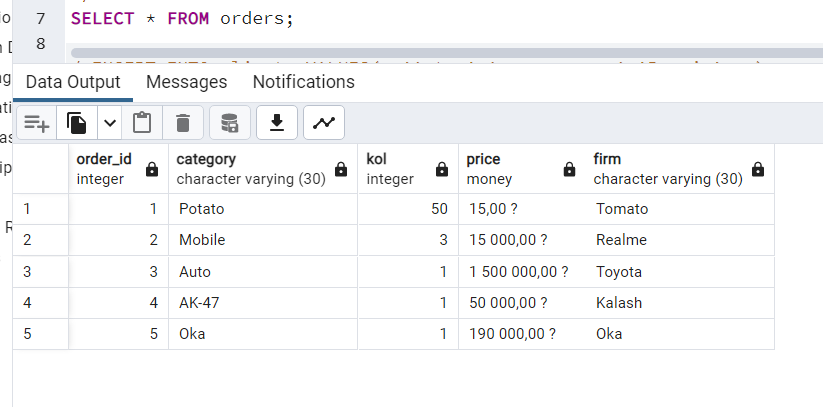 7 SELECT * FROM orders;
8
Data Output Messages Notifications
order_id category kol price firm
integer character varying (30) integer money character varying (30)
1 1 Potato 50 15,00 ? Tomato
2 2 Mobile 3 15 000,00 ? Realme
3 3 Auto 1 1 500 000,00 ? Toyota
4 4 AK-47 1 50 000,00 ? Kalash
5 5 Oka 1 190 000,00 ? Oka